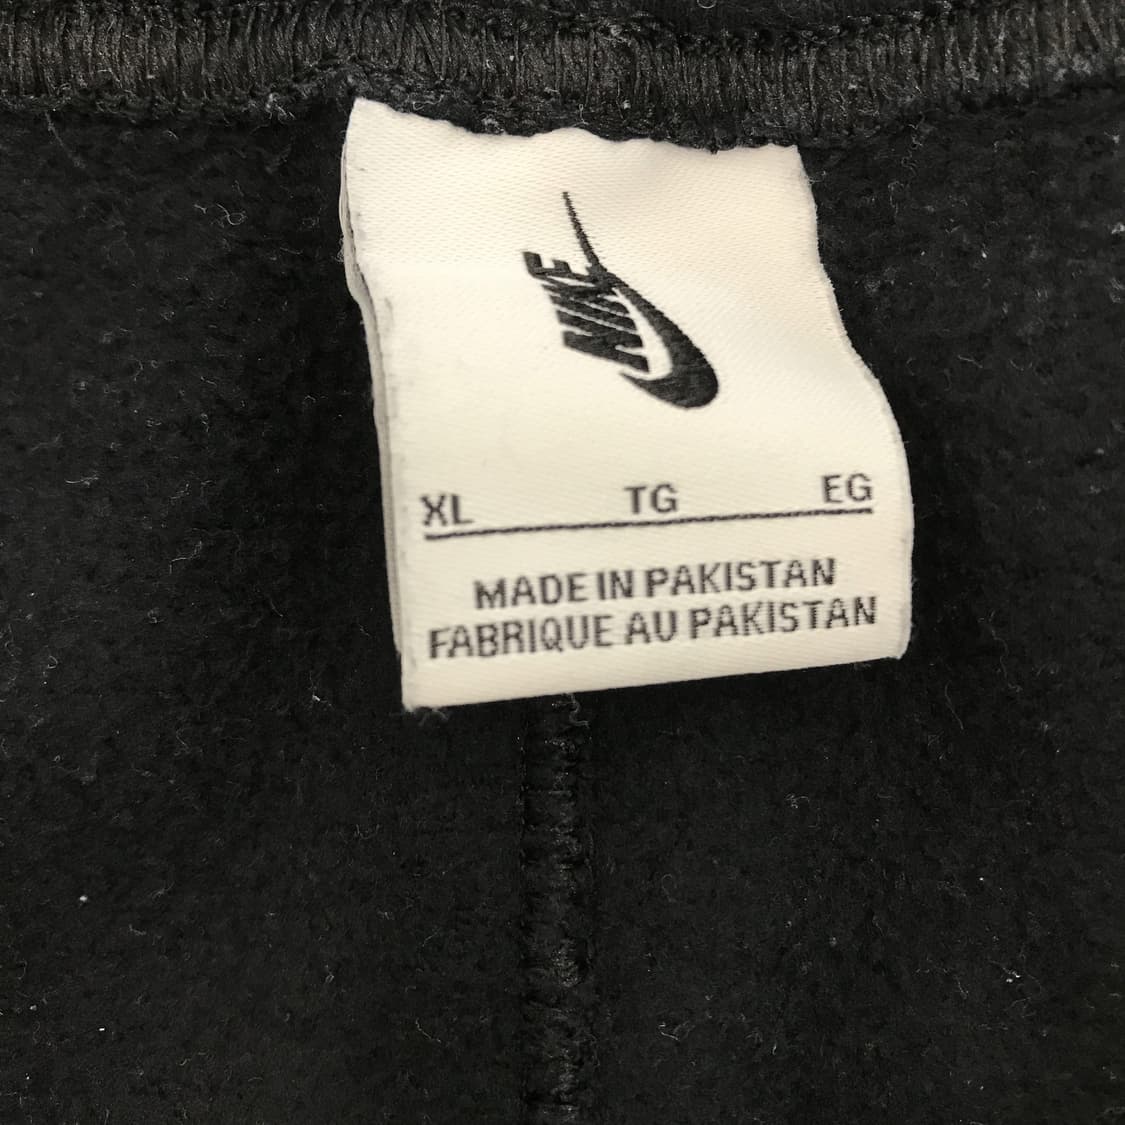 NIKE
XL TG EG
MADE IN PAKISTAN
FABRIQUE AU PAKISTAN